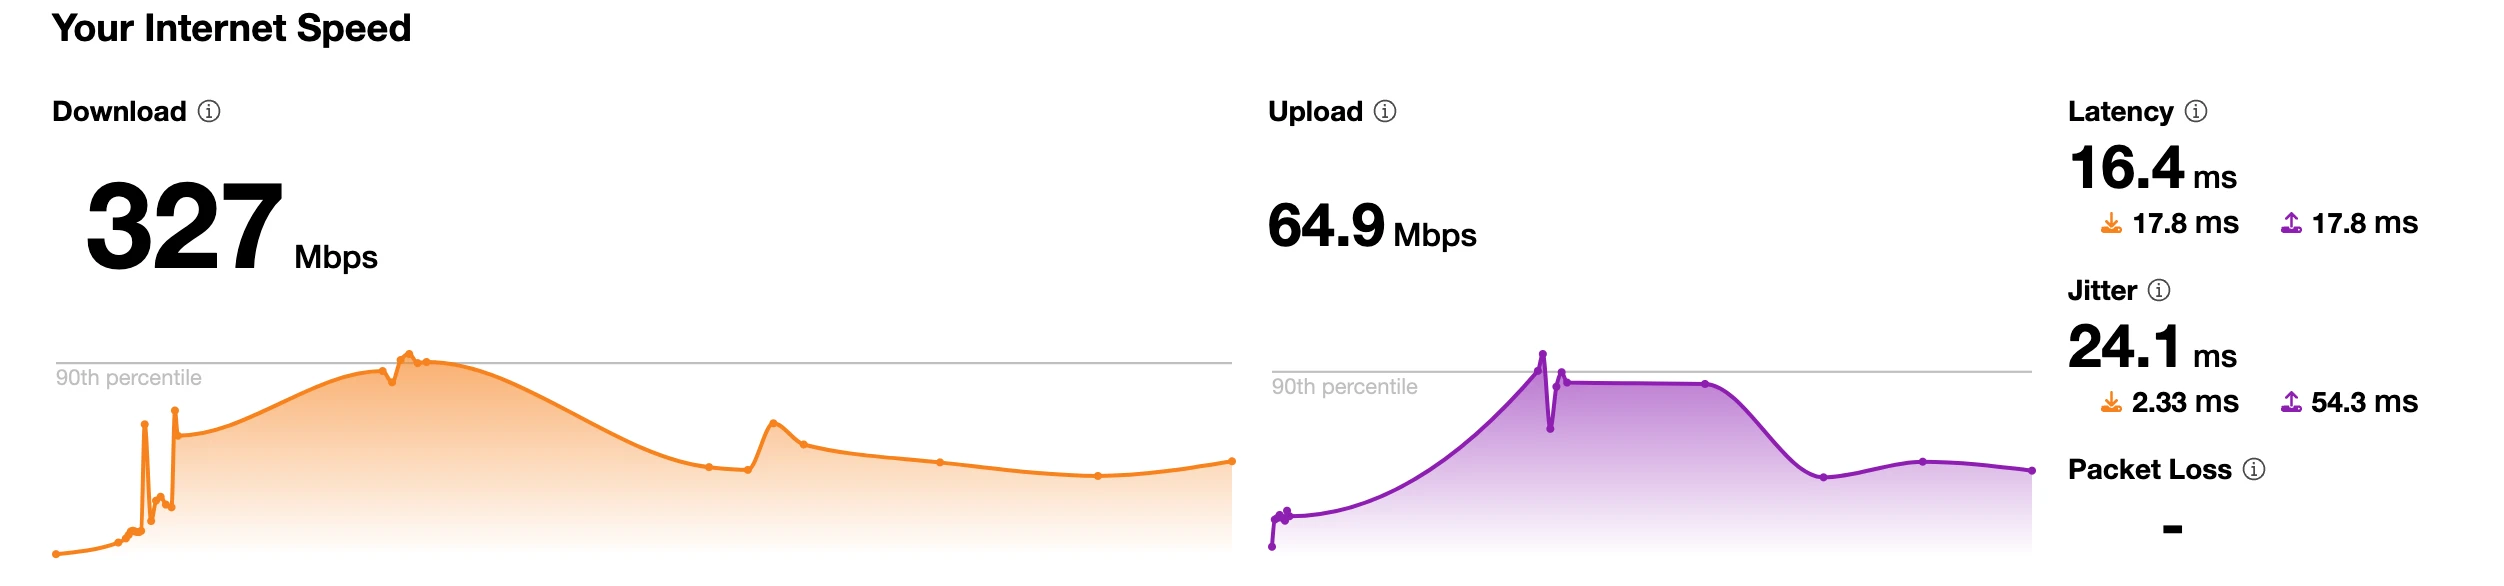 Your Internet Speed
Download
327 Mbps
90th percentile
Upload
64.9 Mbps
90th percentile
Latency
16.4 ms
17.8 ms 17.8 ms
Jitter
24.1 ms
2.33 ms 54.3 ms
Packet Loss
-